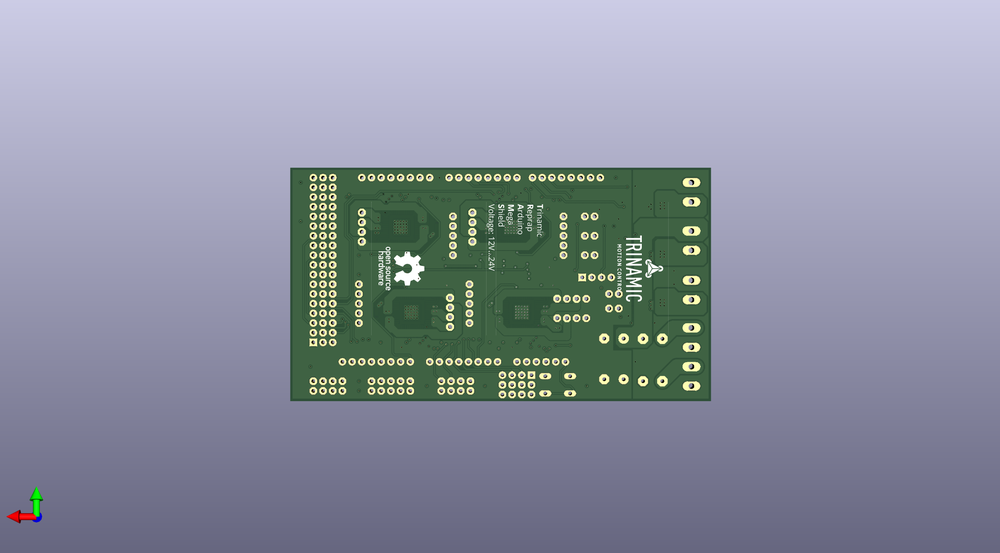 Trinamic
Reprap
Arduino
Mega
Shield
Voltage: 12V...24V
open source
hardware
TRINAMIC
MOTION CONTROL